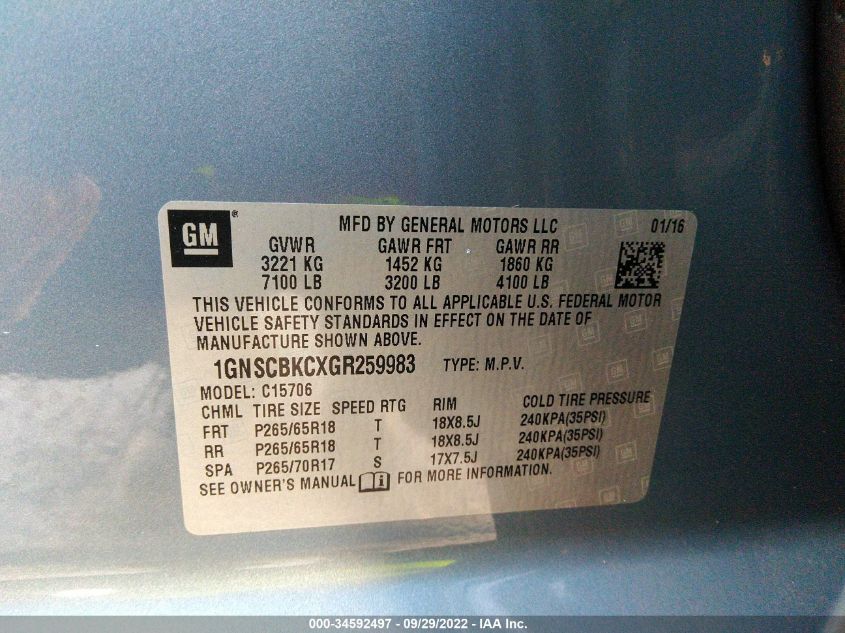 GM ®
MFD BY GENERAL MOTORS LLC 01/16
GVWR GAWR FRT GAWR RR
3221 KG 1452 KG 1860 KG
7100 LB 3200 LB 4100 LB
THIS VEHICLE CONFORMS TO ALL APPLICABLE U.S. FEDERAL MOTOR
VEHICLE SAFETY STANDARDS IN EFFECT ON THE DATE OF
MANUFACTURE SHOWN ABOVE.
1GNSCBKCXGR259983 TYPE: M.P.V.
MODEL: C15706
CHML TIRE SIZE SPEED RTG RIM COLD TIRE PRESSURE
FRT P265/65R18 T 18X8.5J 240KPA(35PSI)
RR P265/65R18 T 18X8.5J 240KPA(35PSI)
SPA P265/70R17 S 17X7.5J 240KPA(35PSI)
SEE OWNER'S MANUAL FOR MORE INFORMATION.
000-34592497 - 09/29/2022 - IAA Inc.